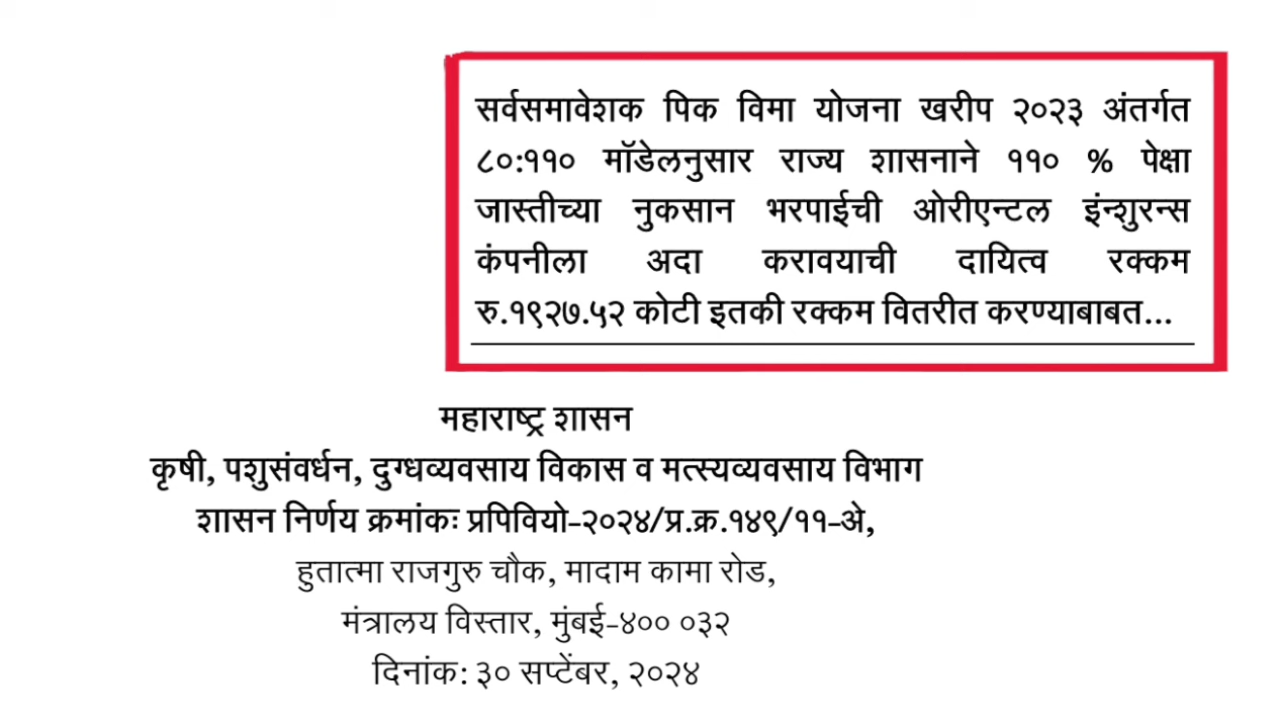 सर्वसमावेशक पिक विमा योजना खरीप २०२३ अंतर्गत
८०:११० मॉडेलनुसार राज्य शासनाने ११० % पेक्षा
जास्तीच्या नुकसान भरपाईची ओरीएन्टल इंन्शुरन्स
कंपनीला अदा करावयाची दायित्व रक्कम
रु.१९२७.५२ कोटी इतकी रक्कम वितरीत करण्याबाबत...
महाराष्ट्र शासन
कृषी, पशुसंवर्धन, दुग्धव्यवसाय विकास व मत्स्यव्यवसाय विभाग
शासन निर्णय क्रमांकः प्रपिवियो-२०२४/प्र.क्र.१४९/११-अे,
हुतात्मा राजगुरु चौक, मादाम कामा रोड,
मंत्रालय विस्तार, मुंबई-४०० ०३२
दिनांक: ३० सप्टेंबर, २०२४